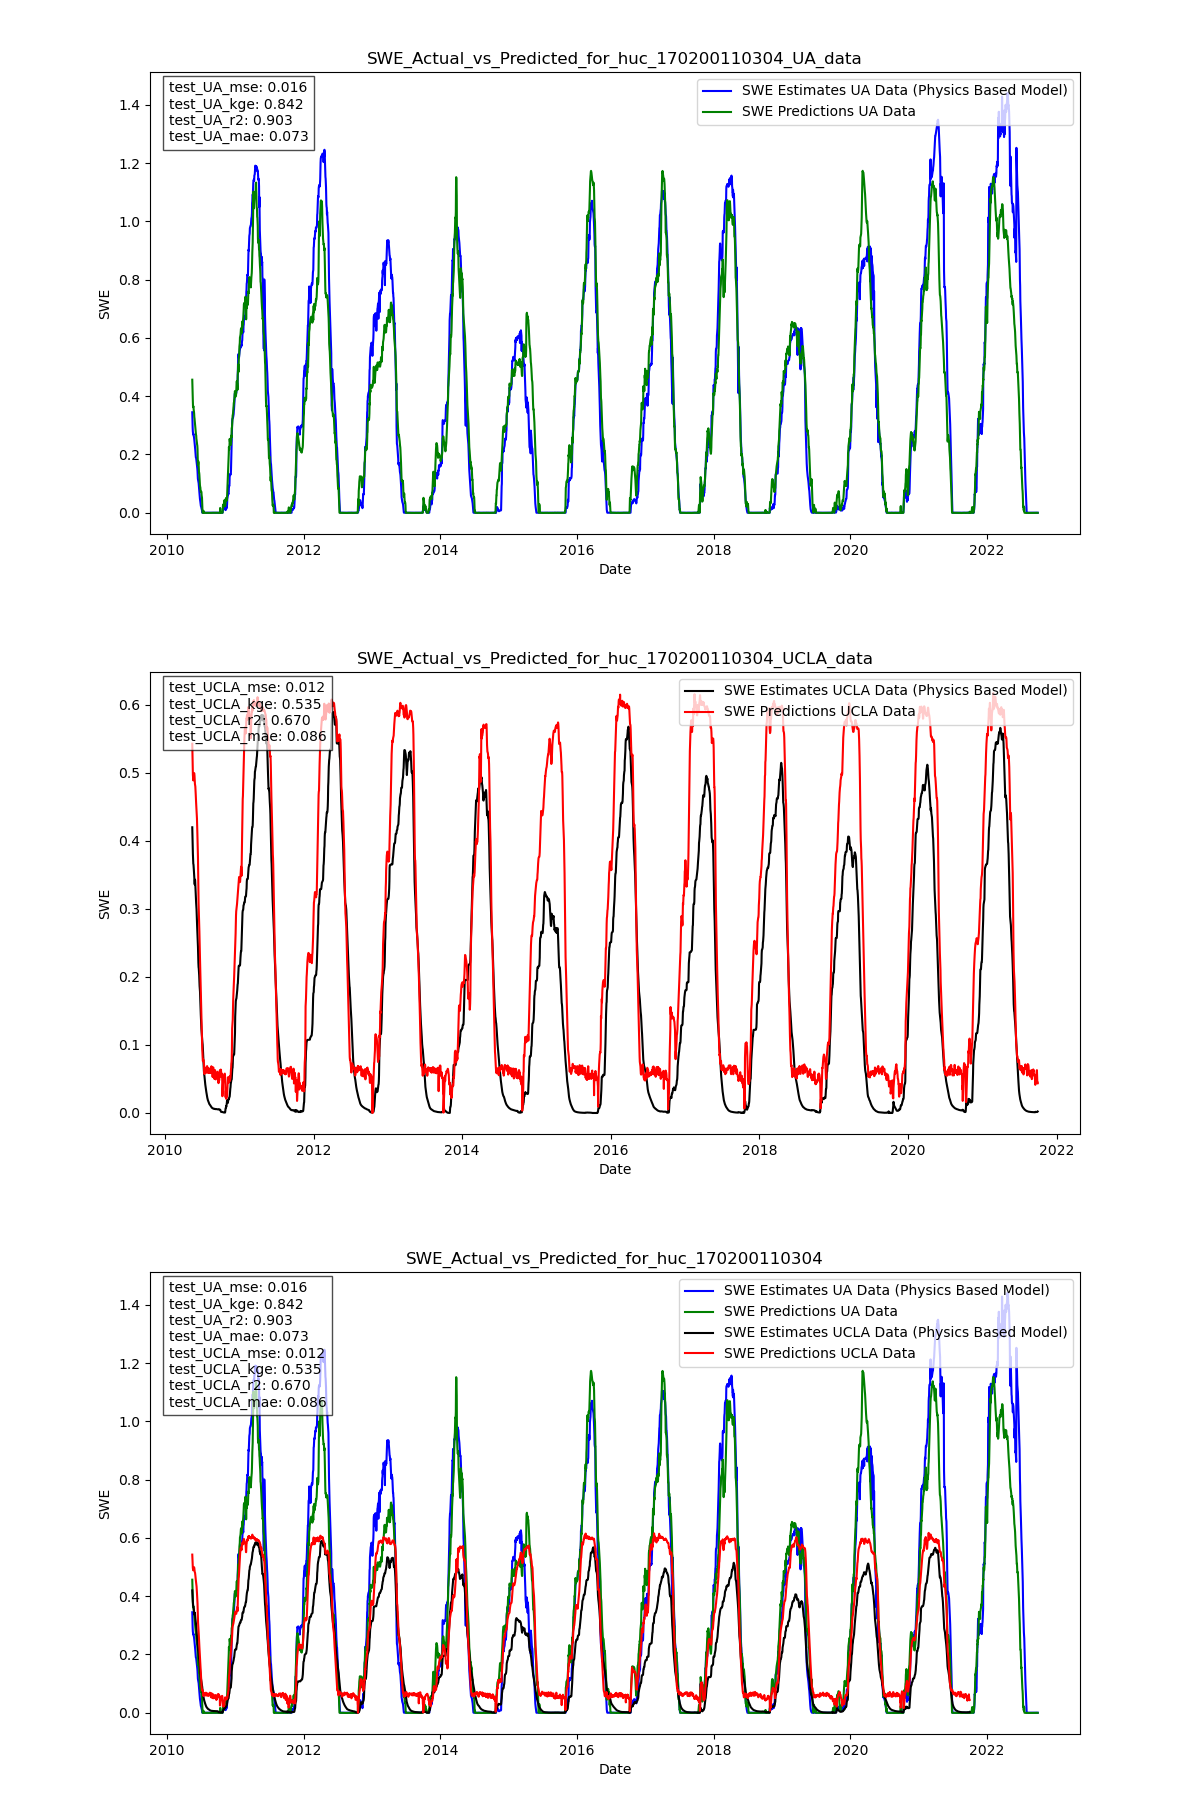 SWE_Actual_vs_Predicted_for_huc_170200110304_UA_data
test_UA_mse: 0.016
test_UA_kge: 0.842
test_UA_r2: 0.903
test_UA_mae: 0.073
SWE Estimates UA Data (Physics Based Model)
SWE Predictions UA Data
1.4
1.2
1.0
0.8
0.6
0.4
0.2
0.0
SWE
2010 2012 2014 2016 2018 2020 2022
Date
SWE_Actual_vs_Predicted_for_huc_170200110304_UCLA_data
test_UCLA_mse: 0.012
test_UCLA_kge: 0.535
test_UCLA_r2: 0.670
test_UCLA_mae: 0.086
SWE Estimates UCLA Data (Physics Based Model)
SWE Predictions UCLA Data
0.6
0.5
0.4
0.3
0.2
0.1
0.0
SWE
2010 2012 2014 2016 2018 2020 2022
Date
SWE_Actual_vs_Predicted_for_huc_170200110304
test_UA_mse: 0.016
test_UA_kge: 0.842
test_UA_r2: 0.903
test_UA_mae: 0.073
test_UCLA_mse: 0.012
test_UCLA_kge: 0.535
test_UCLA_r2: 0.670
test_UCLA_mae: 0.086
SWE Estimates UA Data (Physics Based Model)
SWE Predictions UA Data
SWE Estimates UCLA Data (Physics Based Model)
SWE Predictions UCLA Data
1.4
1.2
1.0
0.8
0.6
0.4
0.2
0.0
SWE
2010 2012 2014 2016 2018 2020 2022
Date